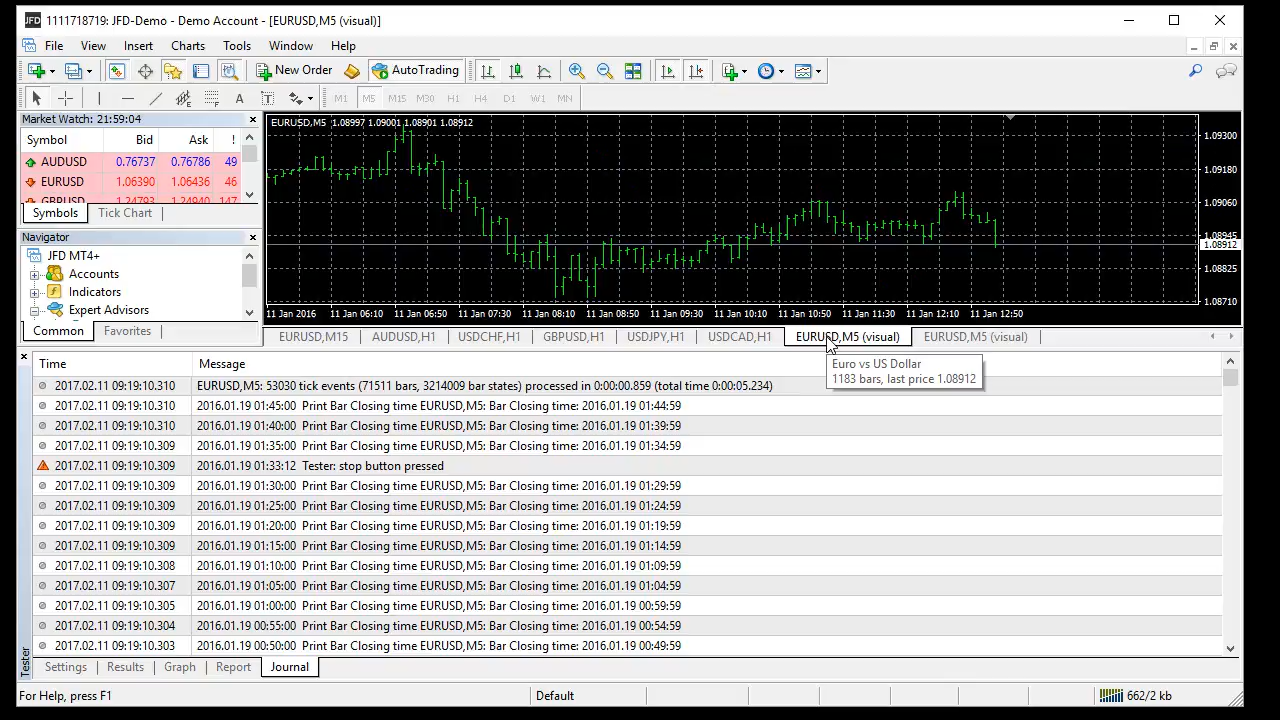 JFD 1111718719: JFD-Demo - Demo Account - [EURUSD,M5 (visual)]
File View Insert Charts Tools Window Help
New Order AutoTrading
A T M1 M5 M15 M30 H1 H4 D1 W1 MN
Market Watch: 21:59:04
Symbol Bid Ask !
AUDUSD 0.76737 0.76786 49
EURUSD 1.06390 1.06436 46
GBPUSD 1.24793 1.24940 147
Symbols Tick Chart
Navigator
JFD MT4+
Accounts
Indicators
Expert Advisors
Common Favorites
EURUSD,M5 1.08997 1.09001 1.08901 1.08912
1.09300
1.09180
1.09060
1.08945
1.08912
1.08825
1.08710
11 Jan 2016 11 Jan 06:10 11 Jan 06:50 11 Jan 07:30 11 Jan 08:10 11 Jan 08:50 11 Jan 09:30 11 Jan 10:10 11 Jan 10:50 11 Jan 11:30 11 Jan 12:10 11 Jan 12:50
EURUSD,M15 AUDUSD,H1 USDCHF,H1 GBPUSD,H1 USDJPY,H1 USDCAD,H1 EURUSD,M5 (visual) EURUSD,M5 (visual)
Euro vs US Dollar
1183 bars, last price 1.08912
Time Message
2017.02.11 09:19:10.310 EURUSD,M5: 53030 tick events (71511 bars, 3214009 bar states) processed in 0:00:00.859 (total time 0:00:05.234)
2017.02.11 09:19:10.310 2016.01.19 01:45:00 Print Bar Closing time EURUSD,M5: Bar Closing time: 2016.01.19 01:44:59
2017.02.11 09:19:10.310 2016.01.19 01:40:00 Print Bar Closing time EURUSD,M5: Bar Closing time: 2016.01.19 01:39:59
2017.02.11 09:19:10.309 2016.01.19 01:35:00 Print Bar Closing time EURUSD,M5: Bar Closing time: 2016.01.19 01:34:59
2017.02.11 09:19:10.309 2016.01.19 01:33:12 Tester: stop button pressed
2017.02.11 09:19:10.309 2016.01.19 01:30:00 Print Bar Closing time EURUSD,M5: Bar Closing time: 2016.01.19 01:29:59
2017.02.11 09:19:10.309 2016.01.19 01:25:00 Print Bar Closing time EURUSD,M5: Bar Closing time: 2016.01.19 01:24:59
2017.02.11 09:19:10.309 2016.01.19 01:20:00 Print Bar Closing time EURUSD,M5: Bar Closing time: 2016.01.19 01:19:59
2017.02.11 09:19:10.309 2016.01.19 01:15:00 Print Bar Closing time EURUSD,M5: Bar Closing time: 2016.01.19 01:14:59
2017.02.11 09:19:10.308 2016.01.19 01:10:00 Print Bar Closing time EURUSD,M5: Bar Closing time: 2016.01.19 01:09:59
2017.02.11 09:19:10.307 2016.01.19 01:05:00 Print Bar Closing time EURUSD,M5: Bar Closing time: 2016.01.19 01:04:59
2017.02.11 09:19:10.305 2016.01.19 01:00:00 Print Bar Closing time EURUSD,M5: Bar Closing time: 2016.01.19 00:59:59
2017.02.11 09:19:10.304 2016.01.19 00:55:00 Print Bar Closing time EURUSD,M5: Bar Closing time: 2016.01.19 00:54:59
2017.02.11 09:19:10.303 2016.01.19 00:50:00 Print Bar Closing time EURUSD,M5: Bar Closing time: 2016.01.19 00:49:59
Tester
Settings Results Graph Report Journal
For Help, press F1 Default 662/2 kb